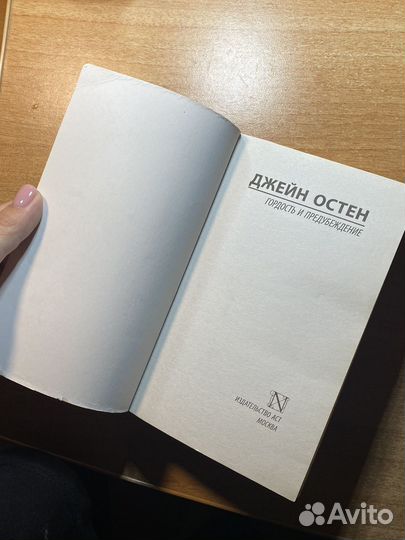 ДЖЕЙН ОСТЕН
ГОРДОСТЬ И ПРЕДУБЕЖДЕНИЕ
N
ИЗДАТЕЛЬСТВО АСТ
МОСКВА
Avito